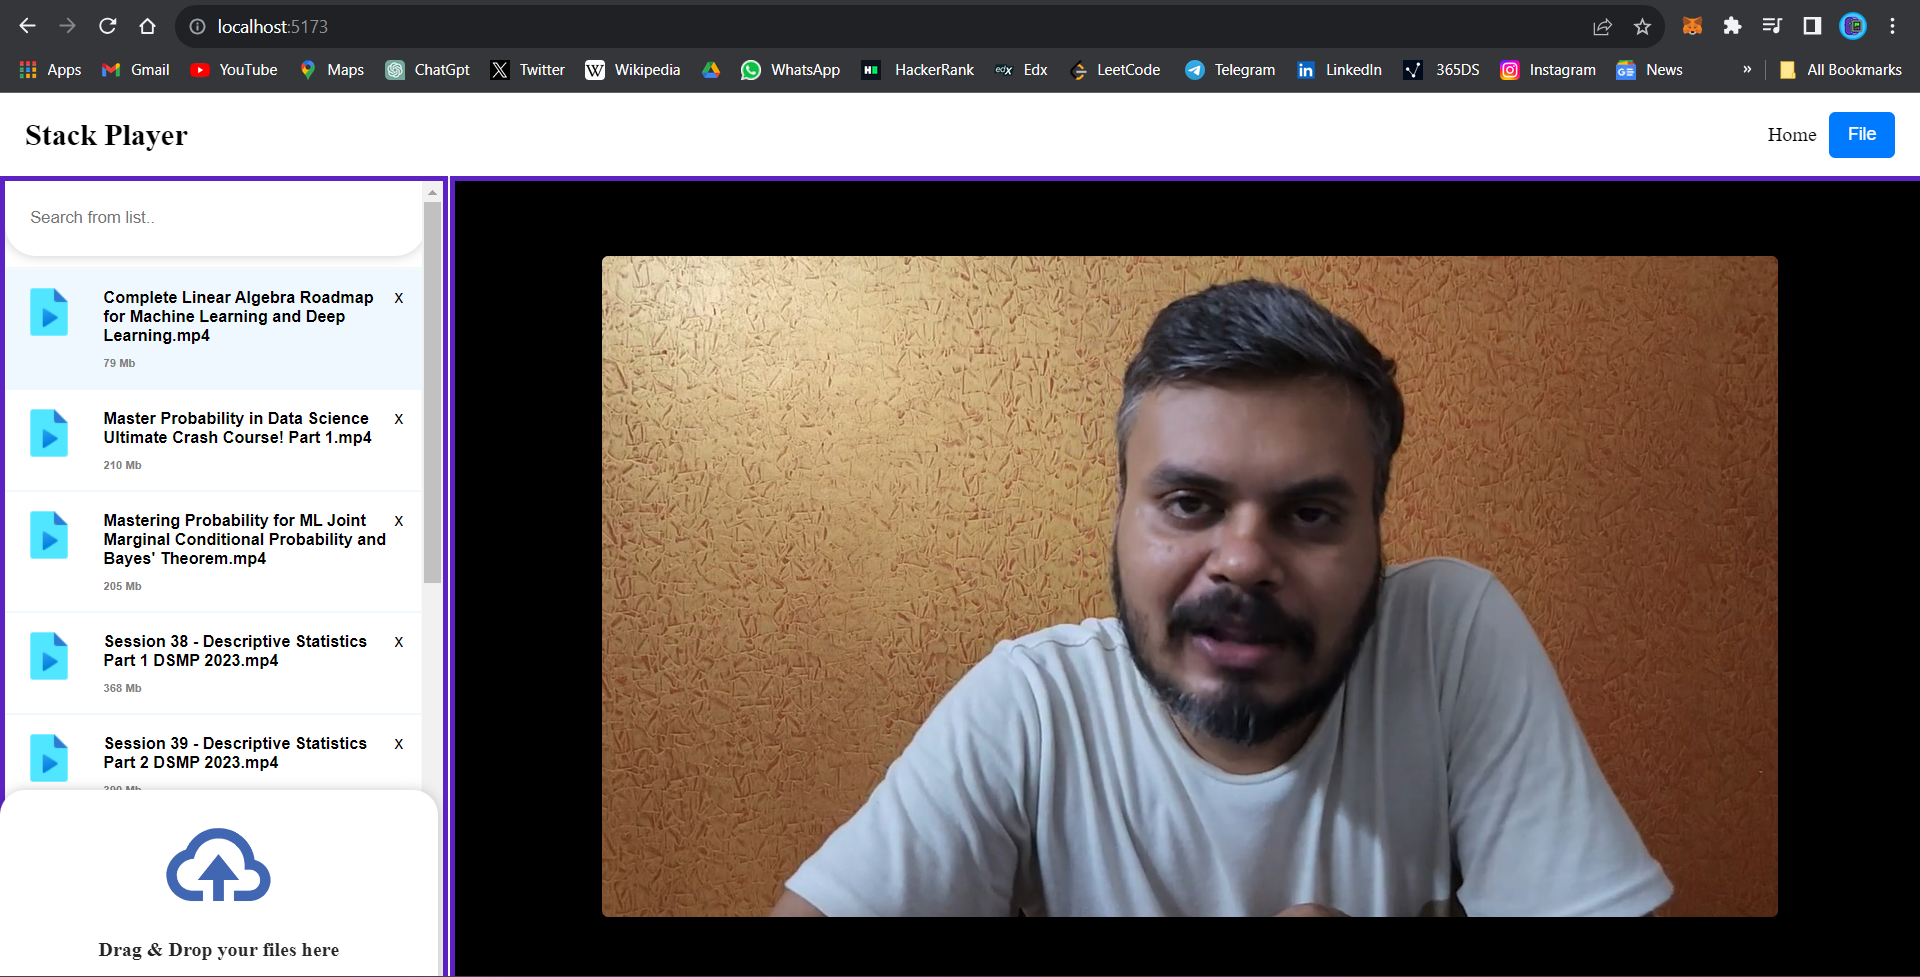 localhost:5173
Apps Gmail YouTube Maps ChatGpt Twitter Wikipedia WhatsApp HackerRank Edx LeetCode Telegram LinkedIn 365DS Instagram News » All Bookmarks
Stack Player
Home File
Search from list..
Complete Linear Algebra Roadmap x
for Machine Learning and Deep
Learning.mp4
79 Mb
Master Probability in Data Science x
Ultimate Crash Course! Part 1.mp4
210 Mb
Mastering Probability for ML Joint x
Marginal Conditional Probability and
Bayes' Theorem.mp4
205 Mb
Session 38 - Descriptive Statistics x
Part 1 DSMP 2023.mp4
368 Mb
Session 39 - Descriptive Statistics x
Part 2 DSMP 2023.mp4
Drag & Drop your files here